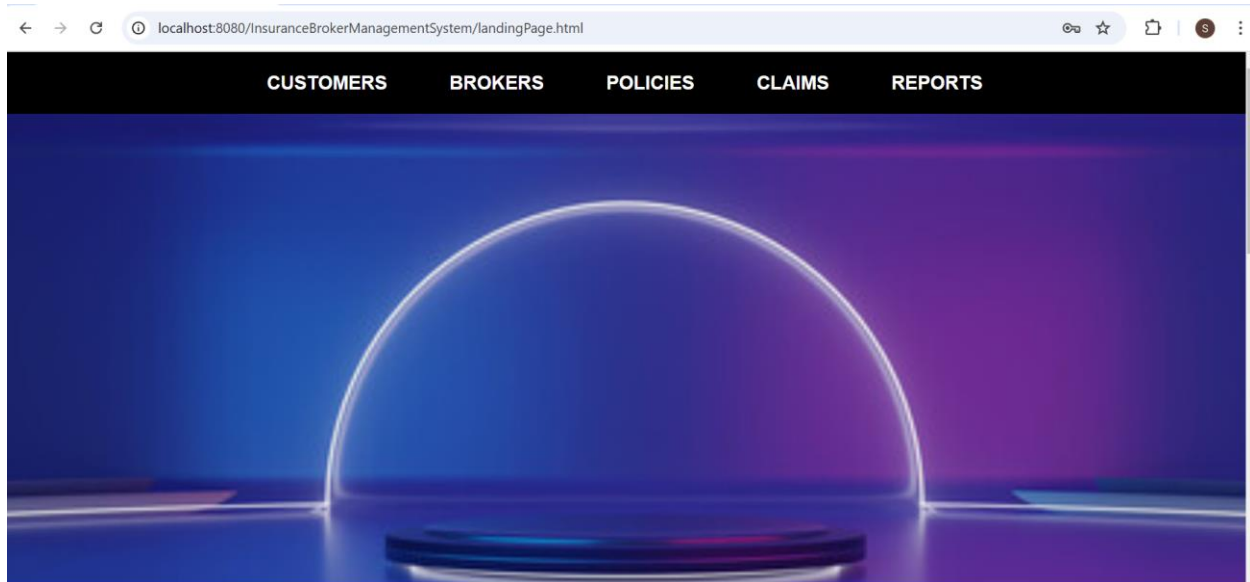 localhost:8080/InsuranceBrokerManagementSystem/landingPage.html
S
CUSTOMERS BROKERS POLICIES CLAIMS REPORTS